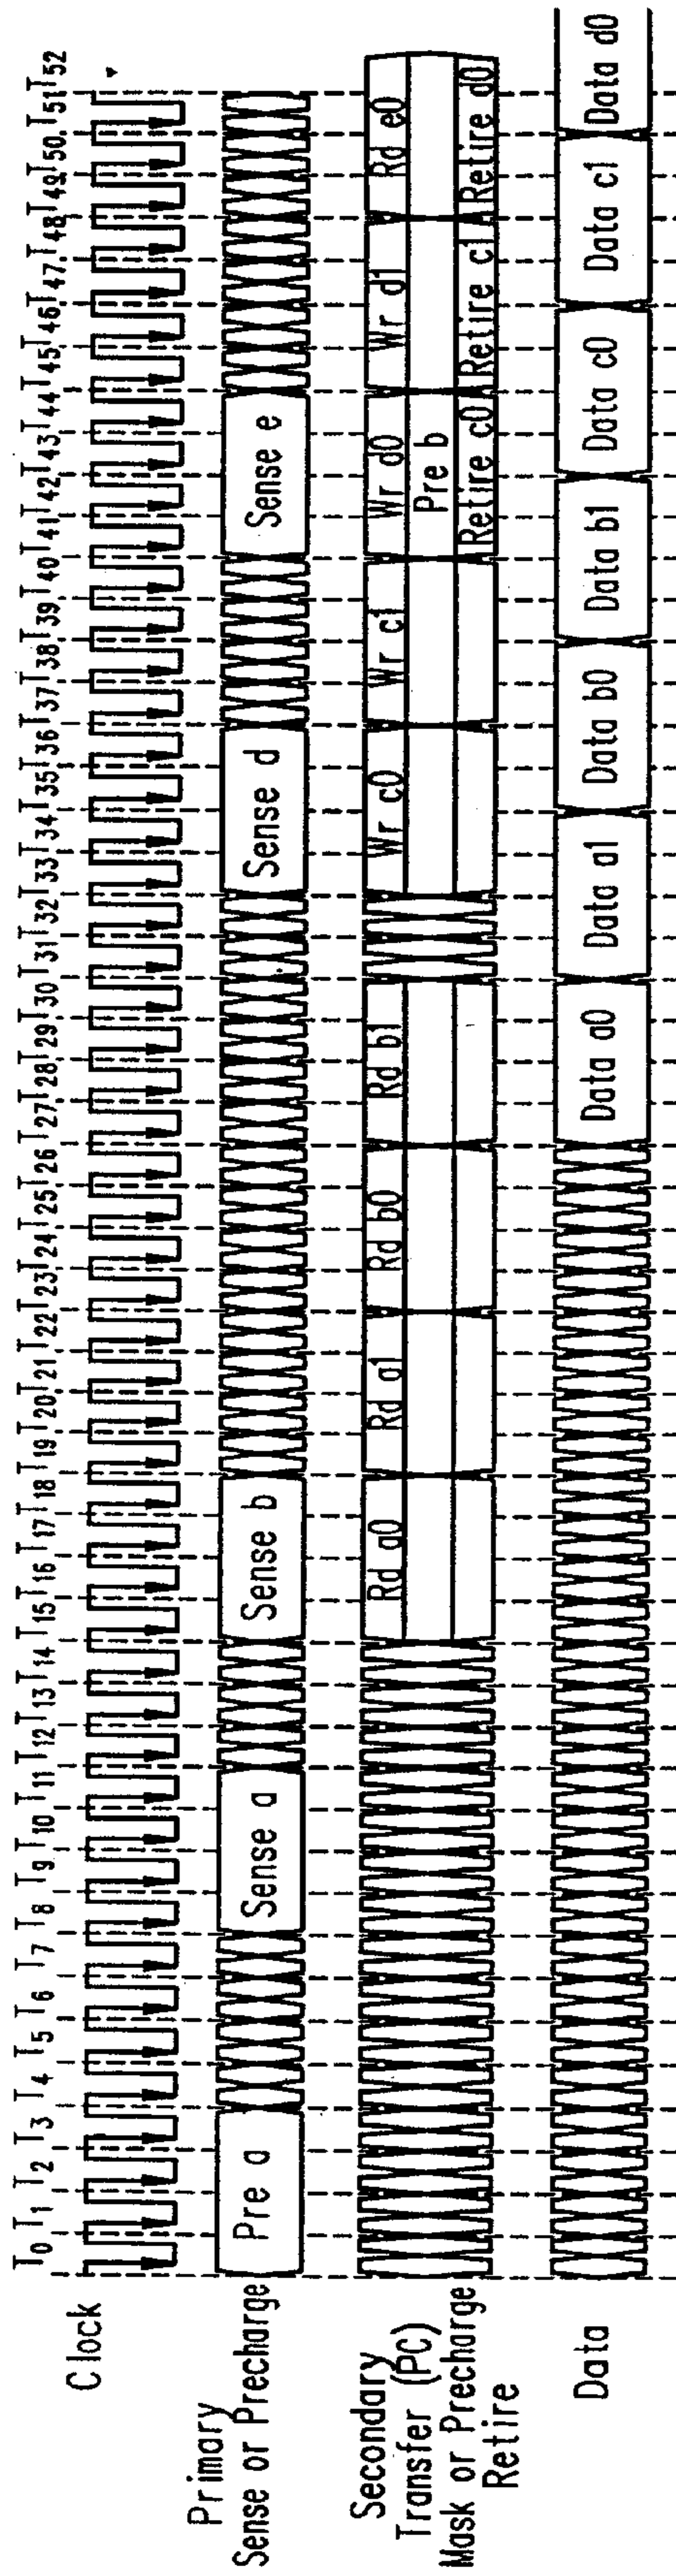 T0 T1 T2 T3 T4 T5 T6 T7 T8 T9 T10 T11 T12 T13 T14 T15 T16 T17 T18 T19 T20 T21 T22 T23 T24 T25 T26 T27 T28 T29 T30 T31 T32 T33 T34 T35 T36 T37 T38 T39 T40 T41 T42 T43 T44 T45 T46 T47 T48 T49 T50 T51 T52
Clock
Primary
Sense or Precharge
Pre a Sense a Sense b Sense d Sense e
Secondary
Transfer (PC)
Rd a0 Rd a1 Rd b0 Rd b1 Wr c0 Wr c1 Wr d0 Wr d1 Rd e0
Mask or Precharge
Pre b
Retire
Retire c0 Retire c1 Retire d0
Data
Data a0 Data a1 Data b0 Data b1 Data c0 Data c1 Data d0